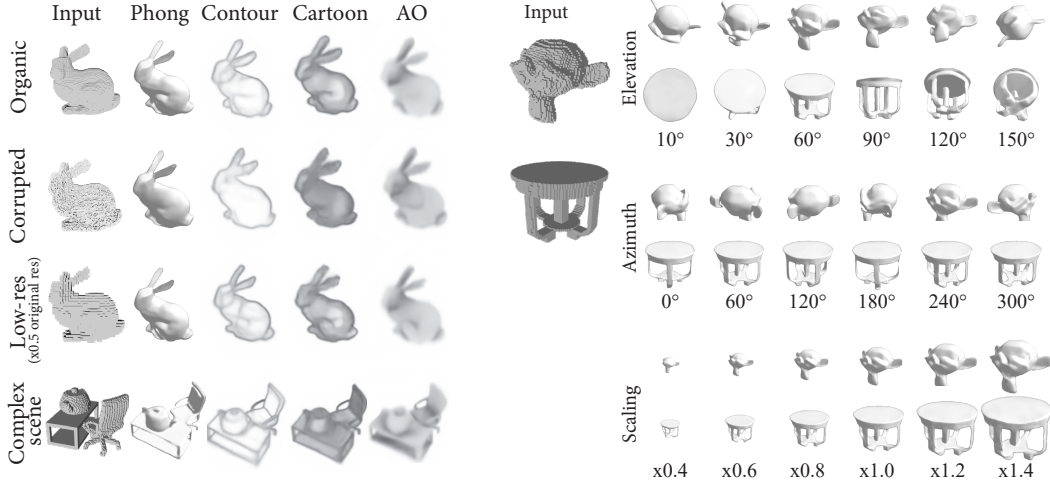 Input Phong Contour Cartoon AO
Organic
Corrupted
Low-res
(x0.5 original res)
Complex
scene
Input
Elevation
10° 30° 60° 90° 120° 150°
Azimuth
0° 60° 120° 180° 240° 300°
Scaling
x0.4 x0.6 x0.8 x1.0 x1.2 x1.4